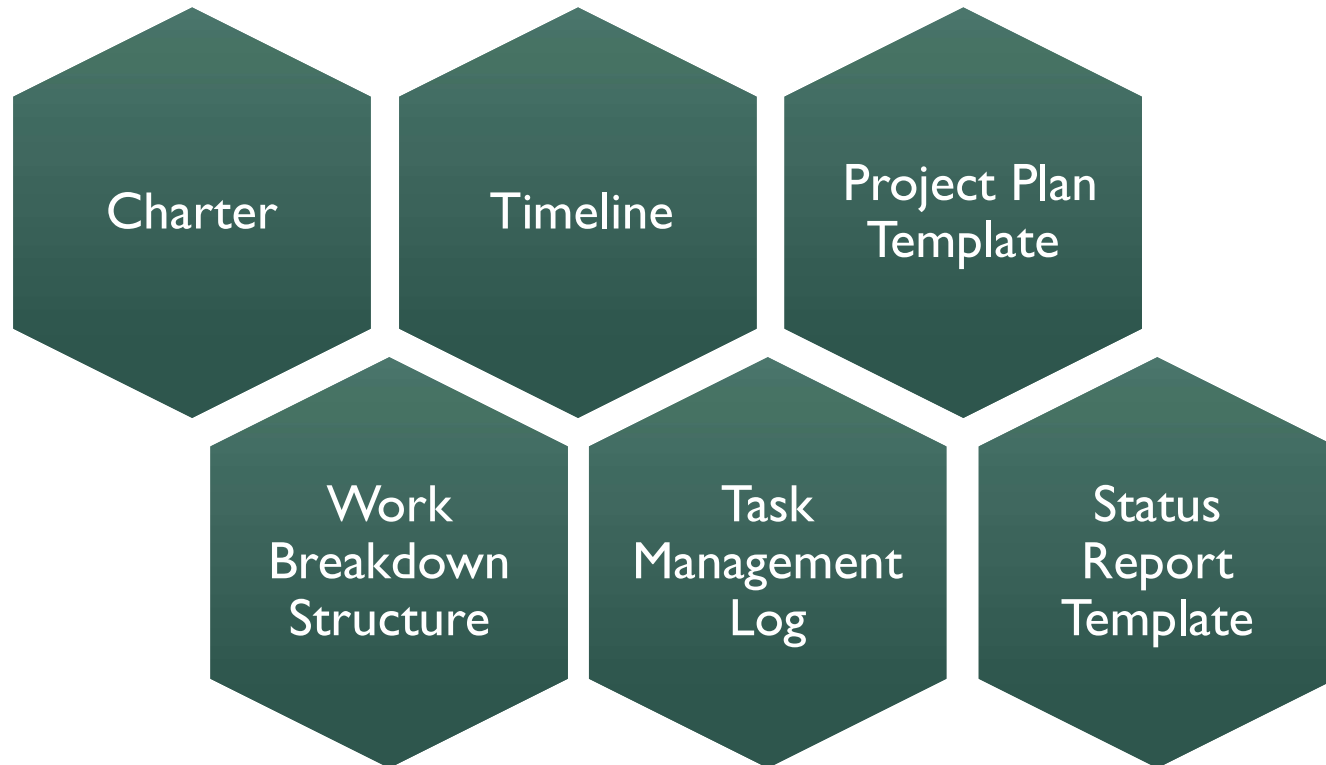 Charter
Timeline
Project Plan
Template
Work
Breakdown
Structure
Task
Management
Log
Status
Report
Template